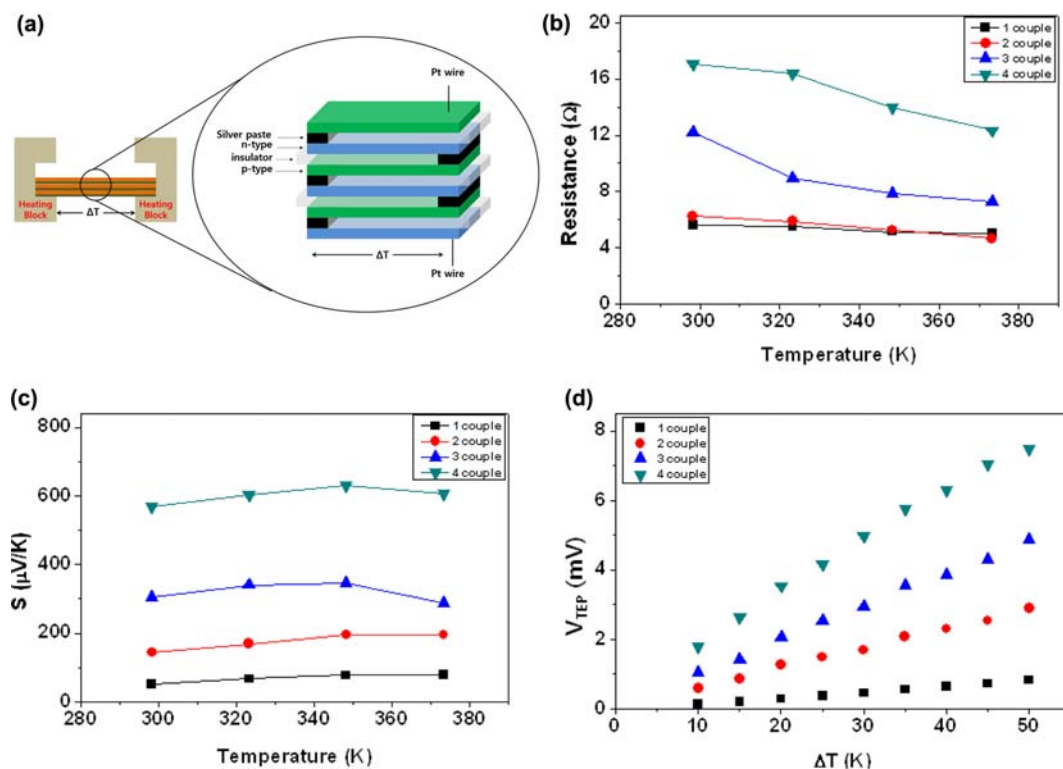 (a)
Pt wire
Silver paste
n-type
insulator
p-type
Heating
Block
ΔT
Heating
Block
ΔT
Pt wire
(b)
20
16
12
8
4
0
Resistance (Ω)
1 couple
2 couple
3 couple
4 couple
280 300 320 340 360 380
Temperature (K)
(c)
800
600
400
200
0
S (μV/K)
1 couple
2 couple
3 couple
4 couple
280 300 320 340 360 380
Temperature (K)
(d)
8
6
4
2
0
V_TEP (mV)
1 couple
2 couple
3 couple
4 couple
0 10 20 30 40 50
ΔT (K)